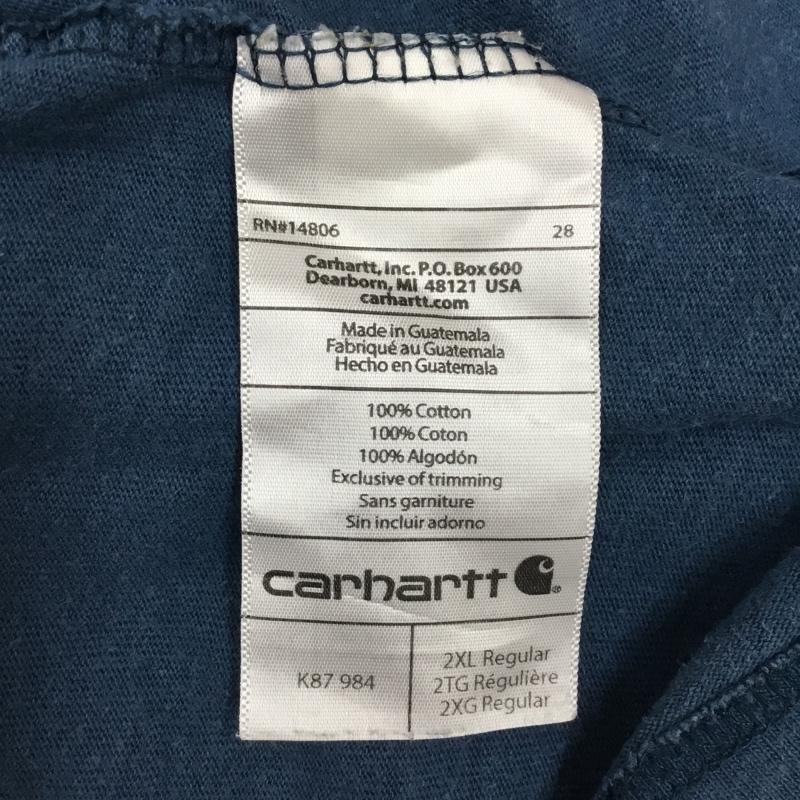 RN#14806 28
Carhartt, Inc. P.O. Box 600
Dearborn, MI 48121 USA
carhartt.com
Made in Guatemala
Fabriqué au Guatemala
Hecho en Guatemala
100% Cotton
100% Coton
100% Algodón
Exclusive of trimming
Sans garniture
Sin incluir adorno
carhartt®
K87 984
2XL Regular
2TG Régulière
2XG Regular